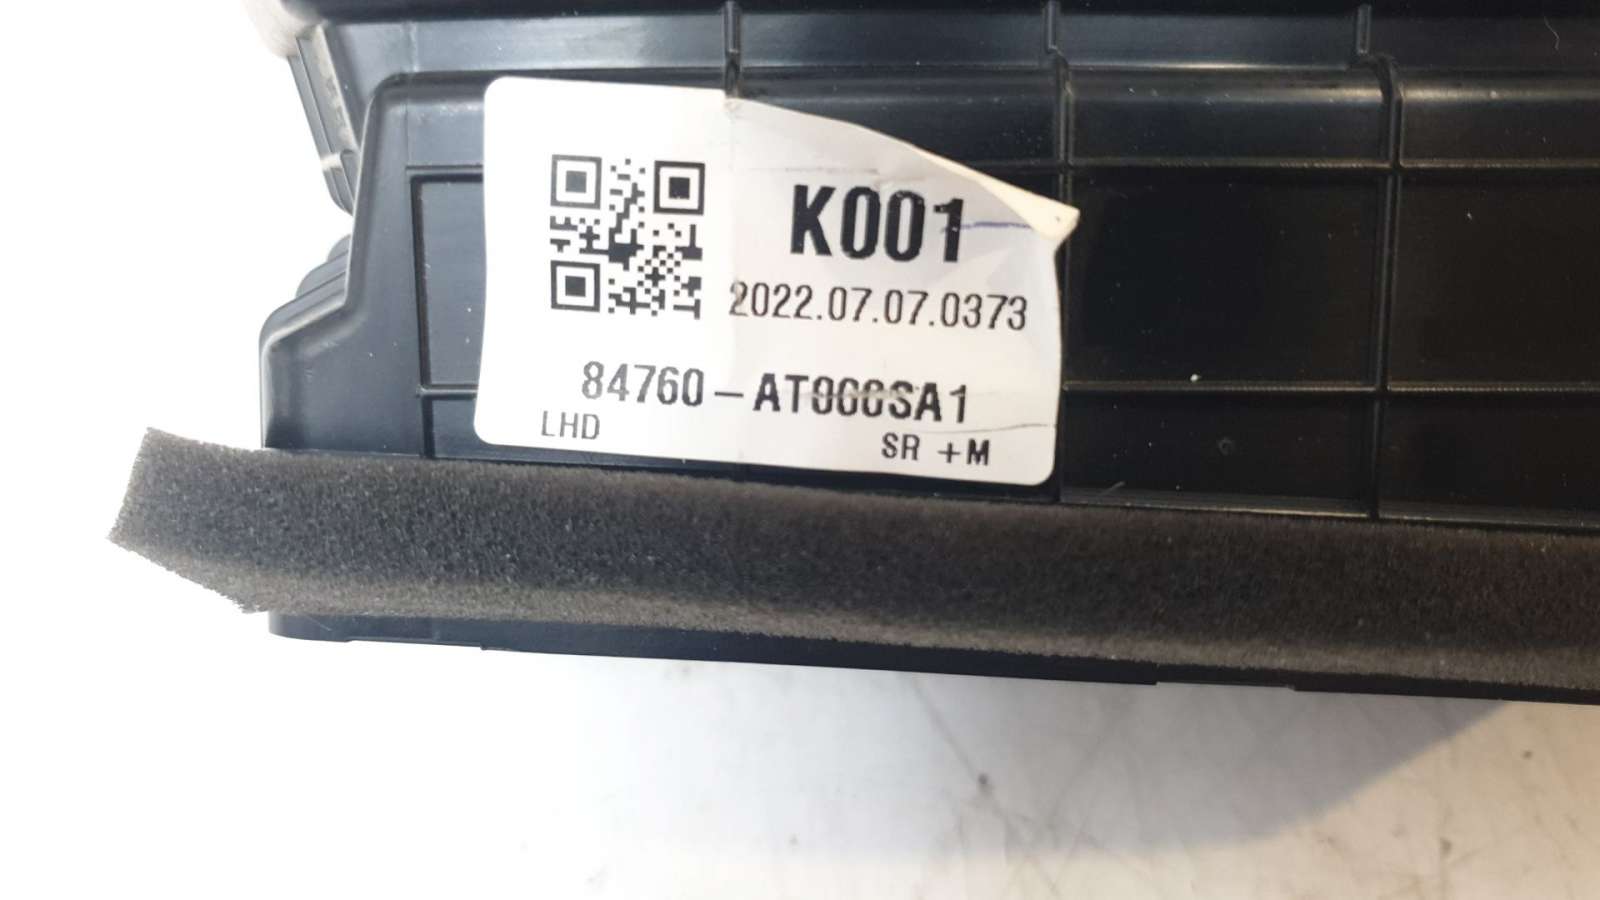 K001
2022.07.07.0373
84760-AT000SA1
LHD
SR +M